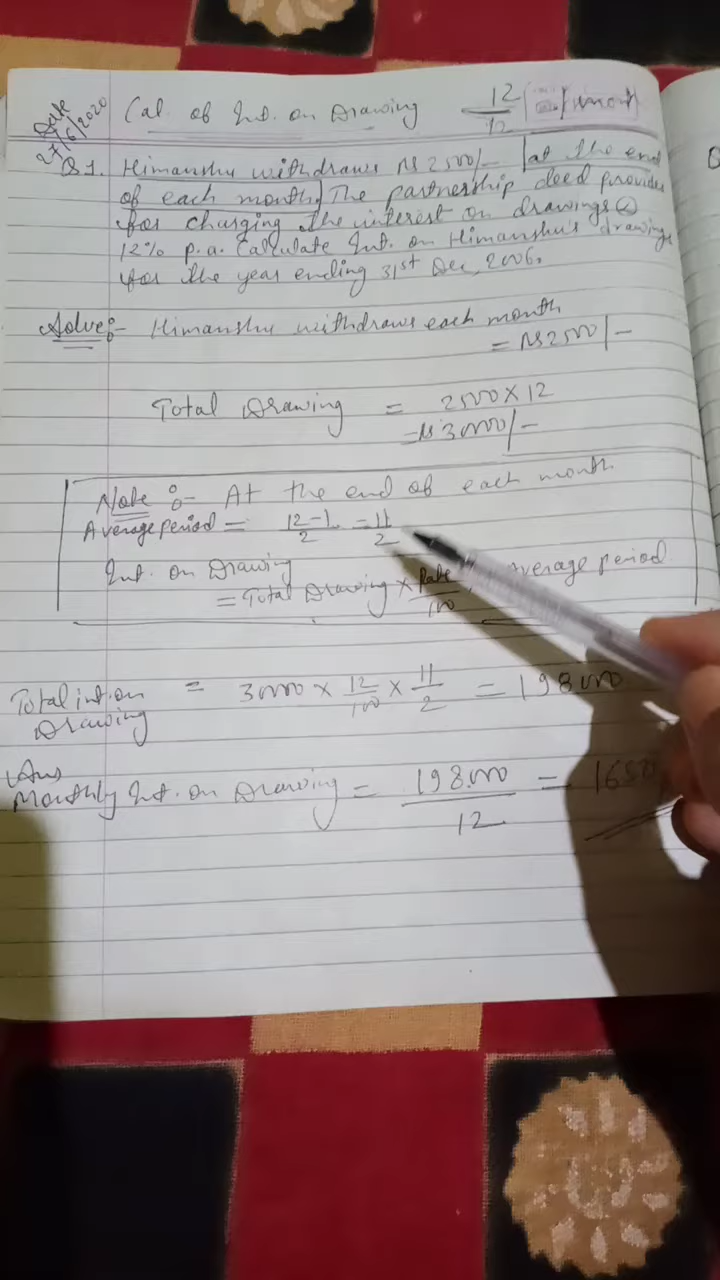 Date
27/6/2020
Cal. of Int. on Drawing
12/12
/month
Q1. Himanshu withdraws Rs 2500/- at the end
of each month. The partnership deed provides
for charging the interest on drawings @
12% p.a. Calculate Int. on Himanshu's drawings
for the year ending 31st Dec, 2006.
Solve:- Himanshu withdraws each month
= Rs 2500/-
Total Drawing = 2500 × 12
= Rs 30000/-
Note:- At the end of each month
Average period = 12-1/2 = 11/2
Int. on Drawing
= Total Drawing × Rate/100 Average period.
Total int on Drawing = 30000 × 12/100 × 11/2 = 198000
Ans
Monthly Int. on Drawing = 198000/12 =